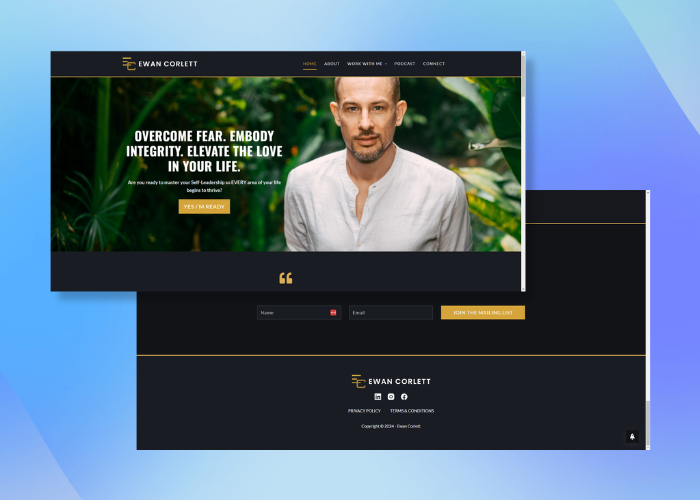 EWAN CORLETT
HOME ABOUT WORK WITH ME PODCAST CONNECT
OVERCOME FEAR. EMBODY
INTEGRITY. ELEVATE THE LOVE
IN YOUR LIFE.
Are you ready to master your Self-Leadership so EVERY area of your life
begins to thrive?
YES I'M READY
“
Name Email JOIN THE MAILING LIST
EWAN CORLETT
PRIVACY POLICY TERMS & CONDITIONS
Copyright © 2024 - Ewan Corlett